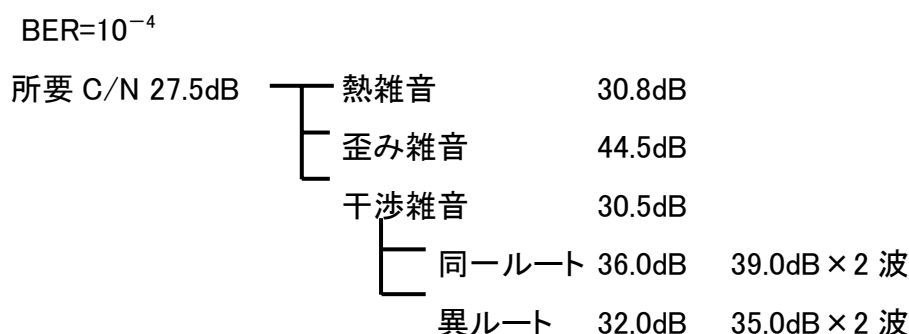 BER=10⁻⁴
所要 C/N 27.5dB 熱雑音 30.8dB
歪み雑音 44.5dB
干渉雑音 30.5dB
同一ルート 36.0dB 39.0dB×2 波
異ルート 32.0dB 35.0dB×2 波